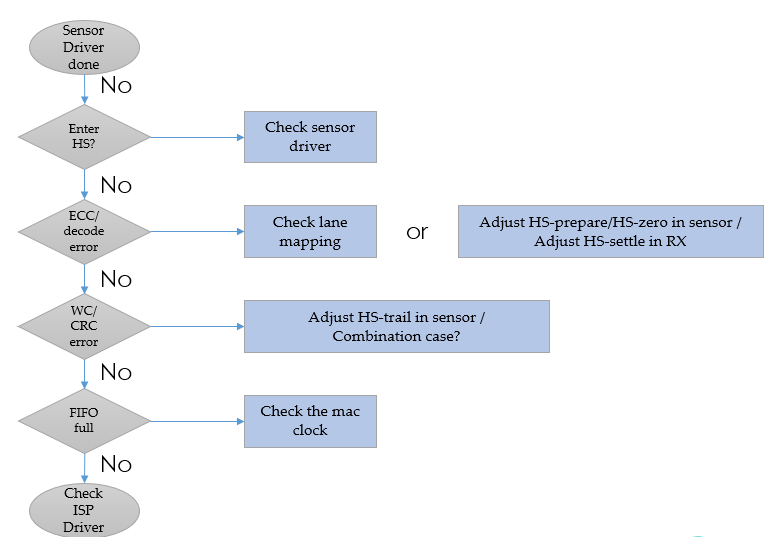 Sensor
Driver
done
No
Enter
HS?
Check sensor
driver
No
ECC/
decode
error
Check lane
mapping
or
Adjust HS-prepare/HS-zero in sensor /
Adjust HS-settle in RX
No
WC/
CRC
error
Adjust HS-trail in sensor /
Combination case?
No
FIFO
full
Check the mac
clock
No
Check
ISP
Driver